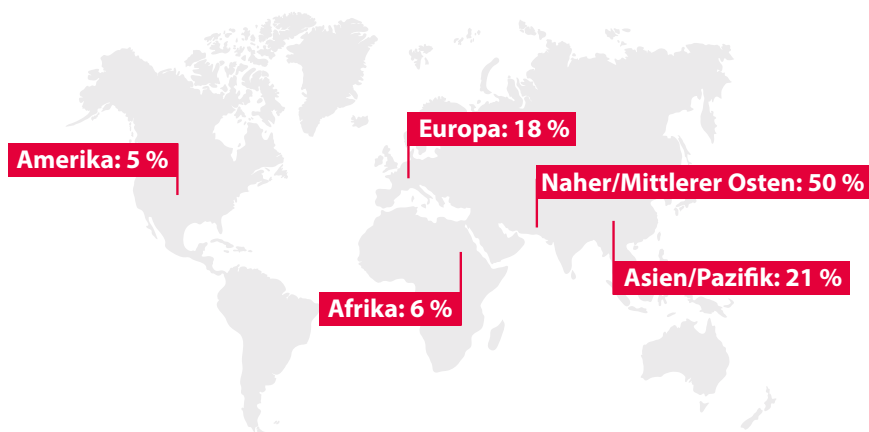 Europa: 18 %
Amerika: 5 %
Naher/Mittlerer Osten: 50 %
Asien/Pazifik: 21 %
Afrika: 6 %